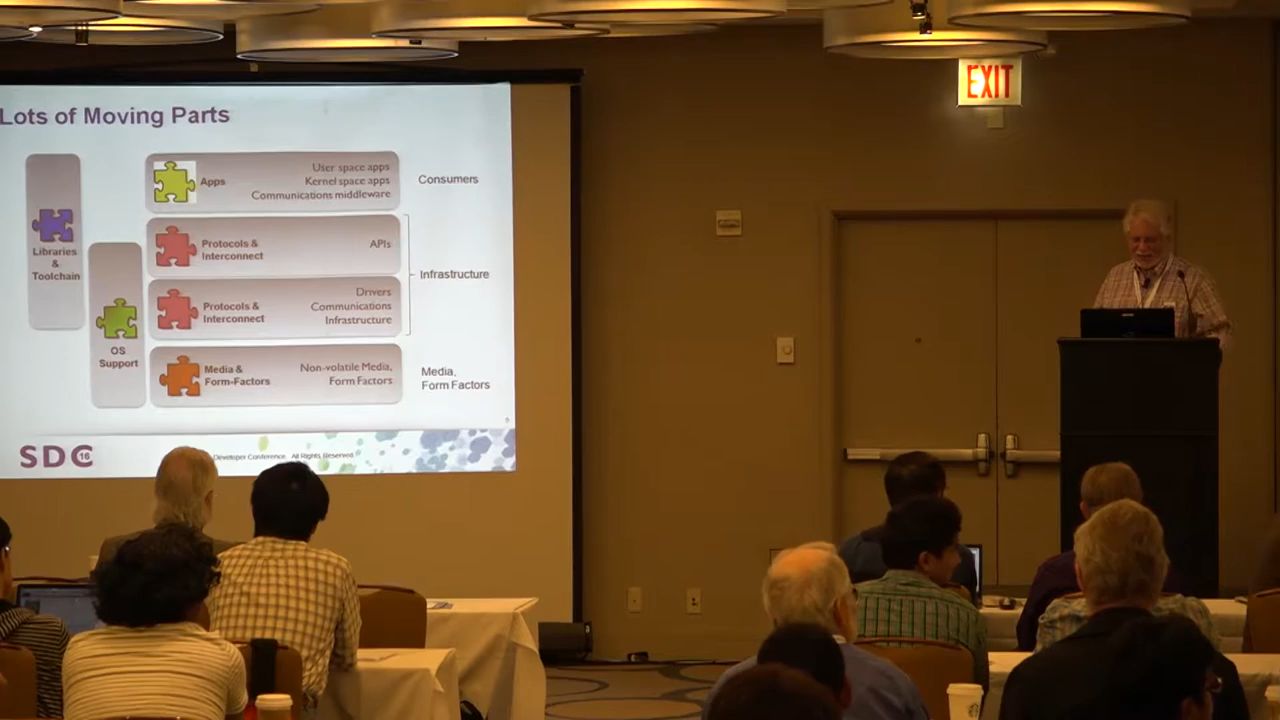 EXIT
Lots of Moving Parts
Apps
User space apps
Kernel space apps
Communications middleware
Consumers
Libraries
&
Toolchain
Protocols &
Interconnect
APIs
Infrastructure
Protocols &
Interconnect
Drivers
Communications
Infrastructure
OS
Support
Media &
Form-Factors
Non-volatile Media,
Form Factors
Media,
Form Factors
SDC 16
Developer Conference. All Rights Reserved.